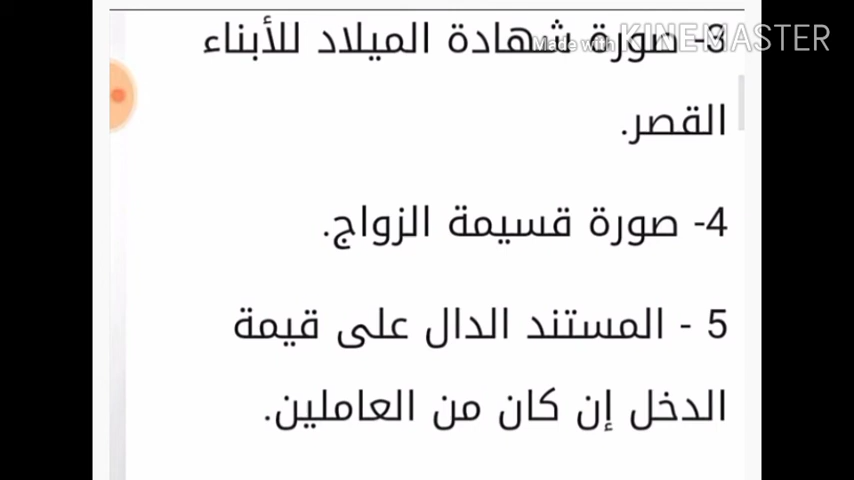 Made with KINEMASTER
3- صورة شهادة الميلاد للأبناء
القصر.
4- صورة قسيمة الزواج.
5 - المستند الدال على قيمة
الدخل إن كان من العاملين.